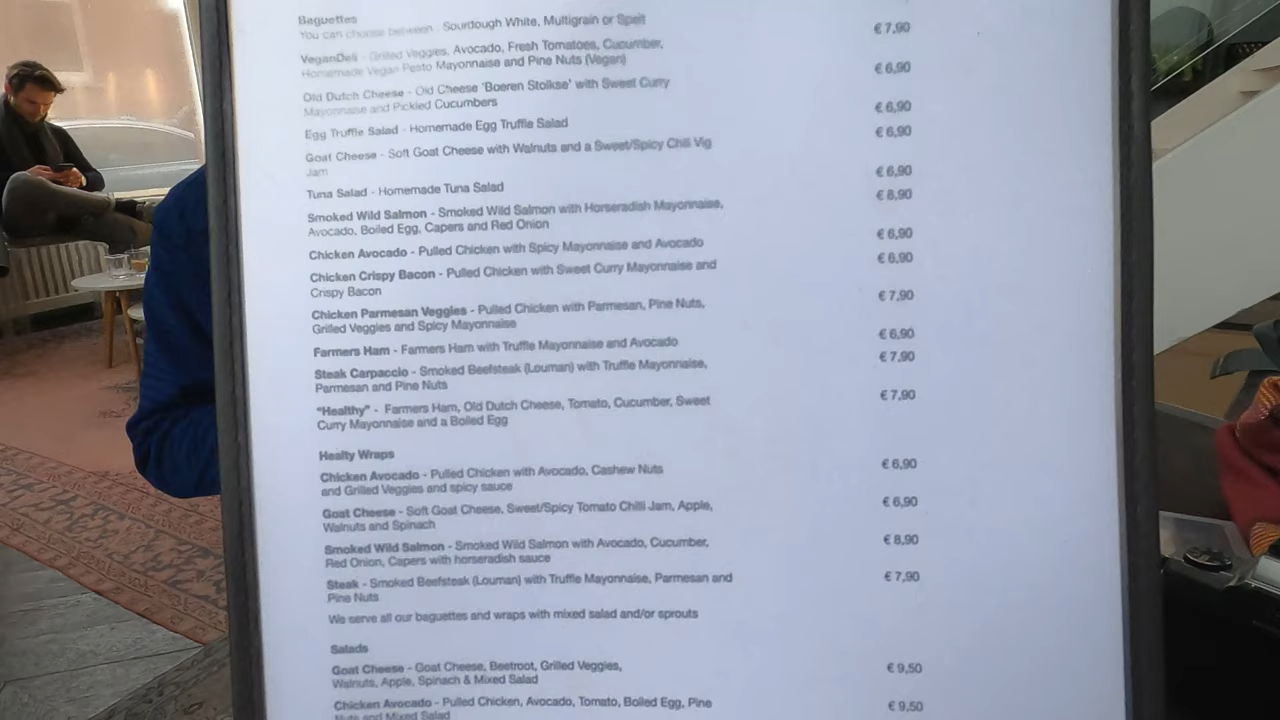 Baguettes
You can choose between - Sourdough White, Multigrain or Spelt
€ 7,90
VeganDeli - Grilled Veggies, Avocado, Fresh Tomatoes, Cucumber,
Homemade Vegan Pesto Mayonnaise and Pine Nuts (Vegan)
€ 6,90
Old Dutch Cheese - Old Cheese 'Boeren Stolkse' with Sweet Curry
Mayonnaise and Pickled Cucumbers
€ 6,90
Egg Truffle Salad - Homemade Egg Truffle Salad
€ 6,90
Goat Cheese - Soft Goat Cheese with Walnuts and a Sweet/Spicy Chili Vig
Jam
€ 6,90
Tuna Salad - Homemade Tuna Salad
€ 8,90
Smoked Wild Salmon - Smoked Wild Salmon with Horseradish Mayonnaise,
Avocado, Boiled Egg, Capers and Red Onion
€ 6,90
Chicken Avocado - Pulled Chicken with Spicy Mayonnaise and Avocado
€ 6,90
Chicken Crispy Bacon - Pulled Chicken with Sweet Curry Mayonnaise and
Crispy Bacon
€ 7,90
Chicken Parmesan Veggies - Pulled Chicken with Parmesan, Pine Nuts,
Grilled Veggies and Spicy Mayonnaise
€ 6,90
Farmers Ham - Farmers Ham with Truffle Mayonnaise and Avocado
€ 7,90
Steak Carpaccio - Smoked Beefsteak (Louman) with Truffle Mayonnaise,
Parmesan and Pine Nuts
€ 7,90
"Healthy" - Farmers Ham, Old Dutch Cheese, Tomato, Cucumber, Sweet
Curry Mayonnaise and a Boiled Egg
Healty Wraps
Chicken Avocado - Pulled Chicken with Avocado, Cashew Nuts
€ 6,90
and Grilled Veggies and spicy sauce
Goat Cheese - Soft Goat Cheese, Sweet/Spicy Tomato Chilli Jam, Apple,
€ 6,90
Walnuts and Spinach
Smoked Wild Salmon - Smoked Wild Salmon with Avocado, Cucumber,
€ 8,90
Red Onion, Capers with horseradish sauce
Steak - Smoked Beefsteak (Louman) with Truffle Mayonnaise, Parmesan and
€ 7,90
Pine Nuts
We serve all our baguettes and wraps with mixed salad and/or sprouts
Salads
Goat Cheese - Goat Cheese, Beetroot, Grilled Veggies,
€ 9,50
Walnuts, Apple, Spinach & Mixed Salad
Chicken Avocado - Pulled Chicken, Avocado, Tomato, Boiled Egg, Pine
€ 9,50
Nuts and Mixed Salad